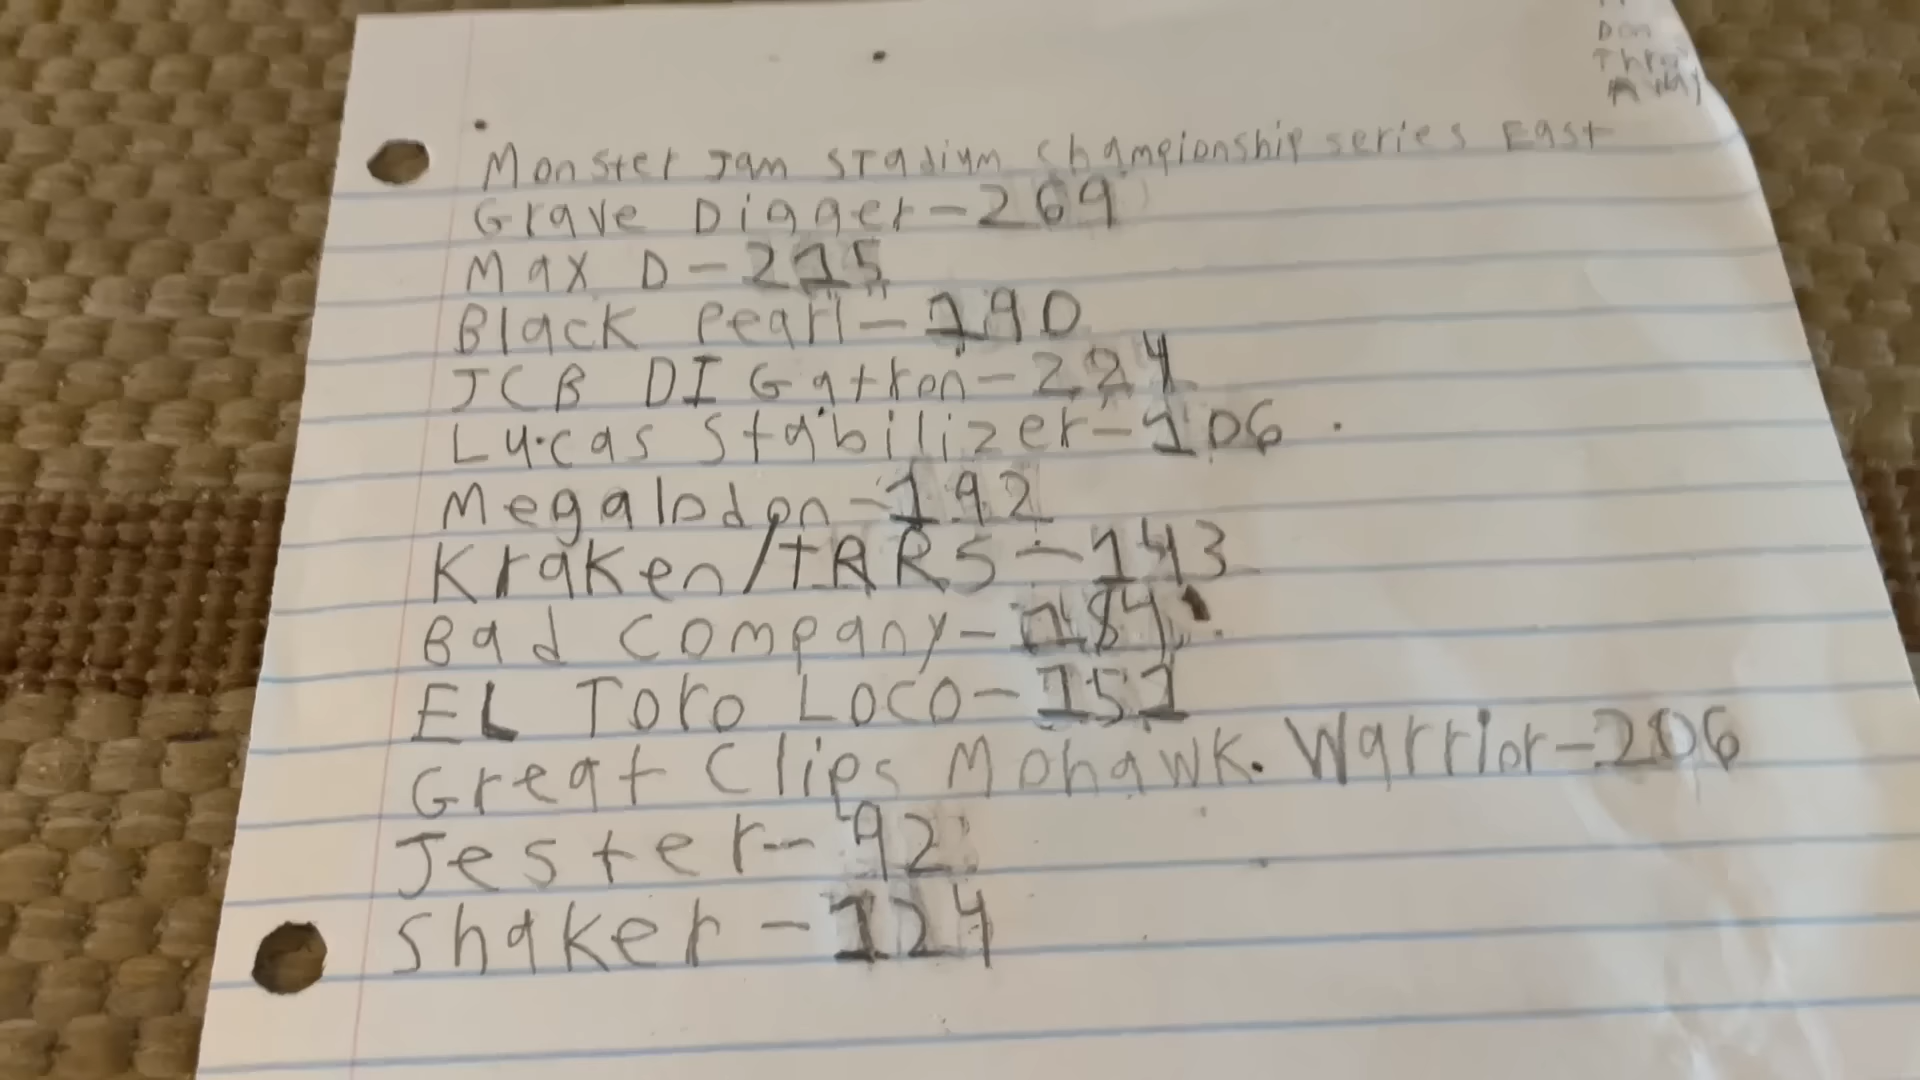 Don
Thro
Away
Monster Jam Stadium Championship series East
Grave Digger-269
Max D-215
Black Pearl-190
JCB DIGatron-224
Lucas Stabilizer-106
Megalodon-192
Kraken/TARRS-143
Bad Company-184
EL Toro Loco-151
Great Clips Mohawk Warrior-206
Jester-92
Shaker-124